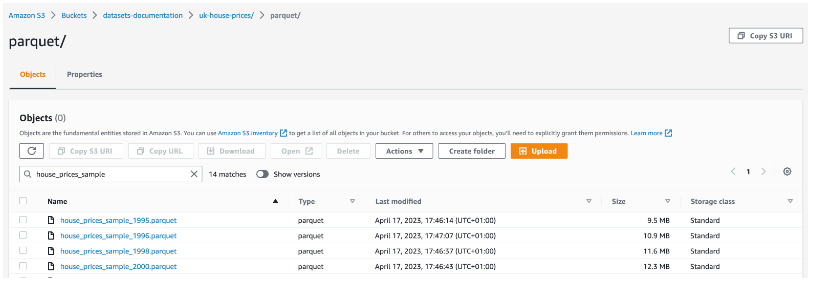 Amazon S3 > Buckets > datasets-documentation > uk-house-prices/ > parquet/
parquet/
Copy S3 URI
Objects Properties
Objects (0)
Objects are the fundamental entities stored in Amazon S3. You can use Amazon S3 inventory to get a list of all objects in your bucket. For others to access your objects, you'll need to explicitly grant them permissions. Learn more
Copy S3 URI Copy URL Download Open Delete Actions Create folder Upload
house_prices_sample 14 matches Show versions 1
Name Type Last modified Size Storage class
house_prices_sample_1995.parquet parquet April 17, 2023, 17:46:14 (UTC+01:00) 9.5 MB Standard
house_prices_sample_1996.parquet parquet April 17, 2023, 17:47:07 (UTC+01:00) 10.9 MB Standard
house_prices_sample_1998.parquet parquet April 17, 2023, 17:46:37 (UTC+01:00) 11.6 MB Standard
house_prices_sample_2000.parquet parquet April 17, 2023, 17:46:43 (UTC+01:00) 12.3 MB Standard